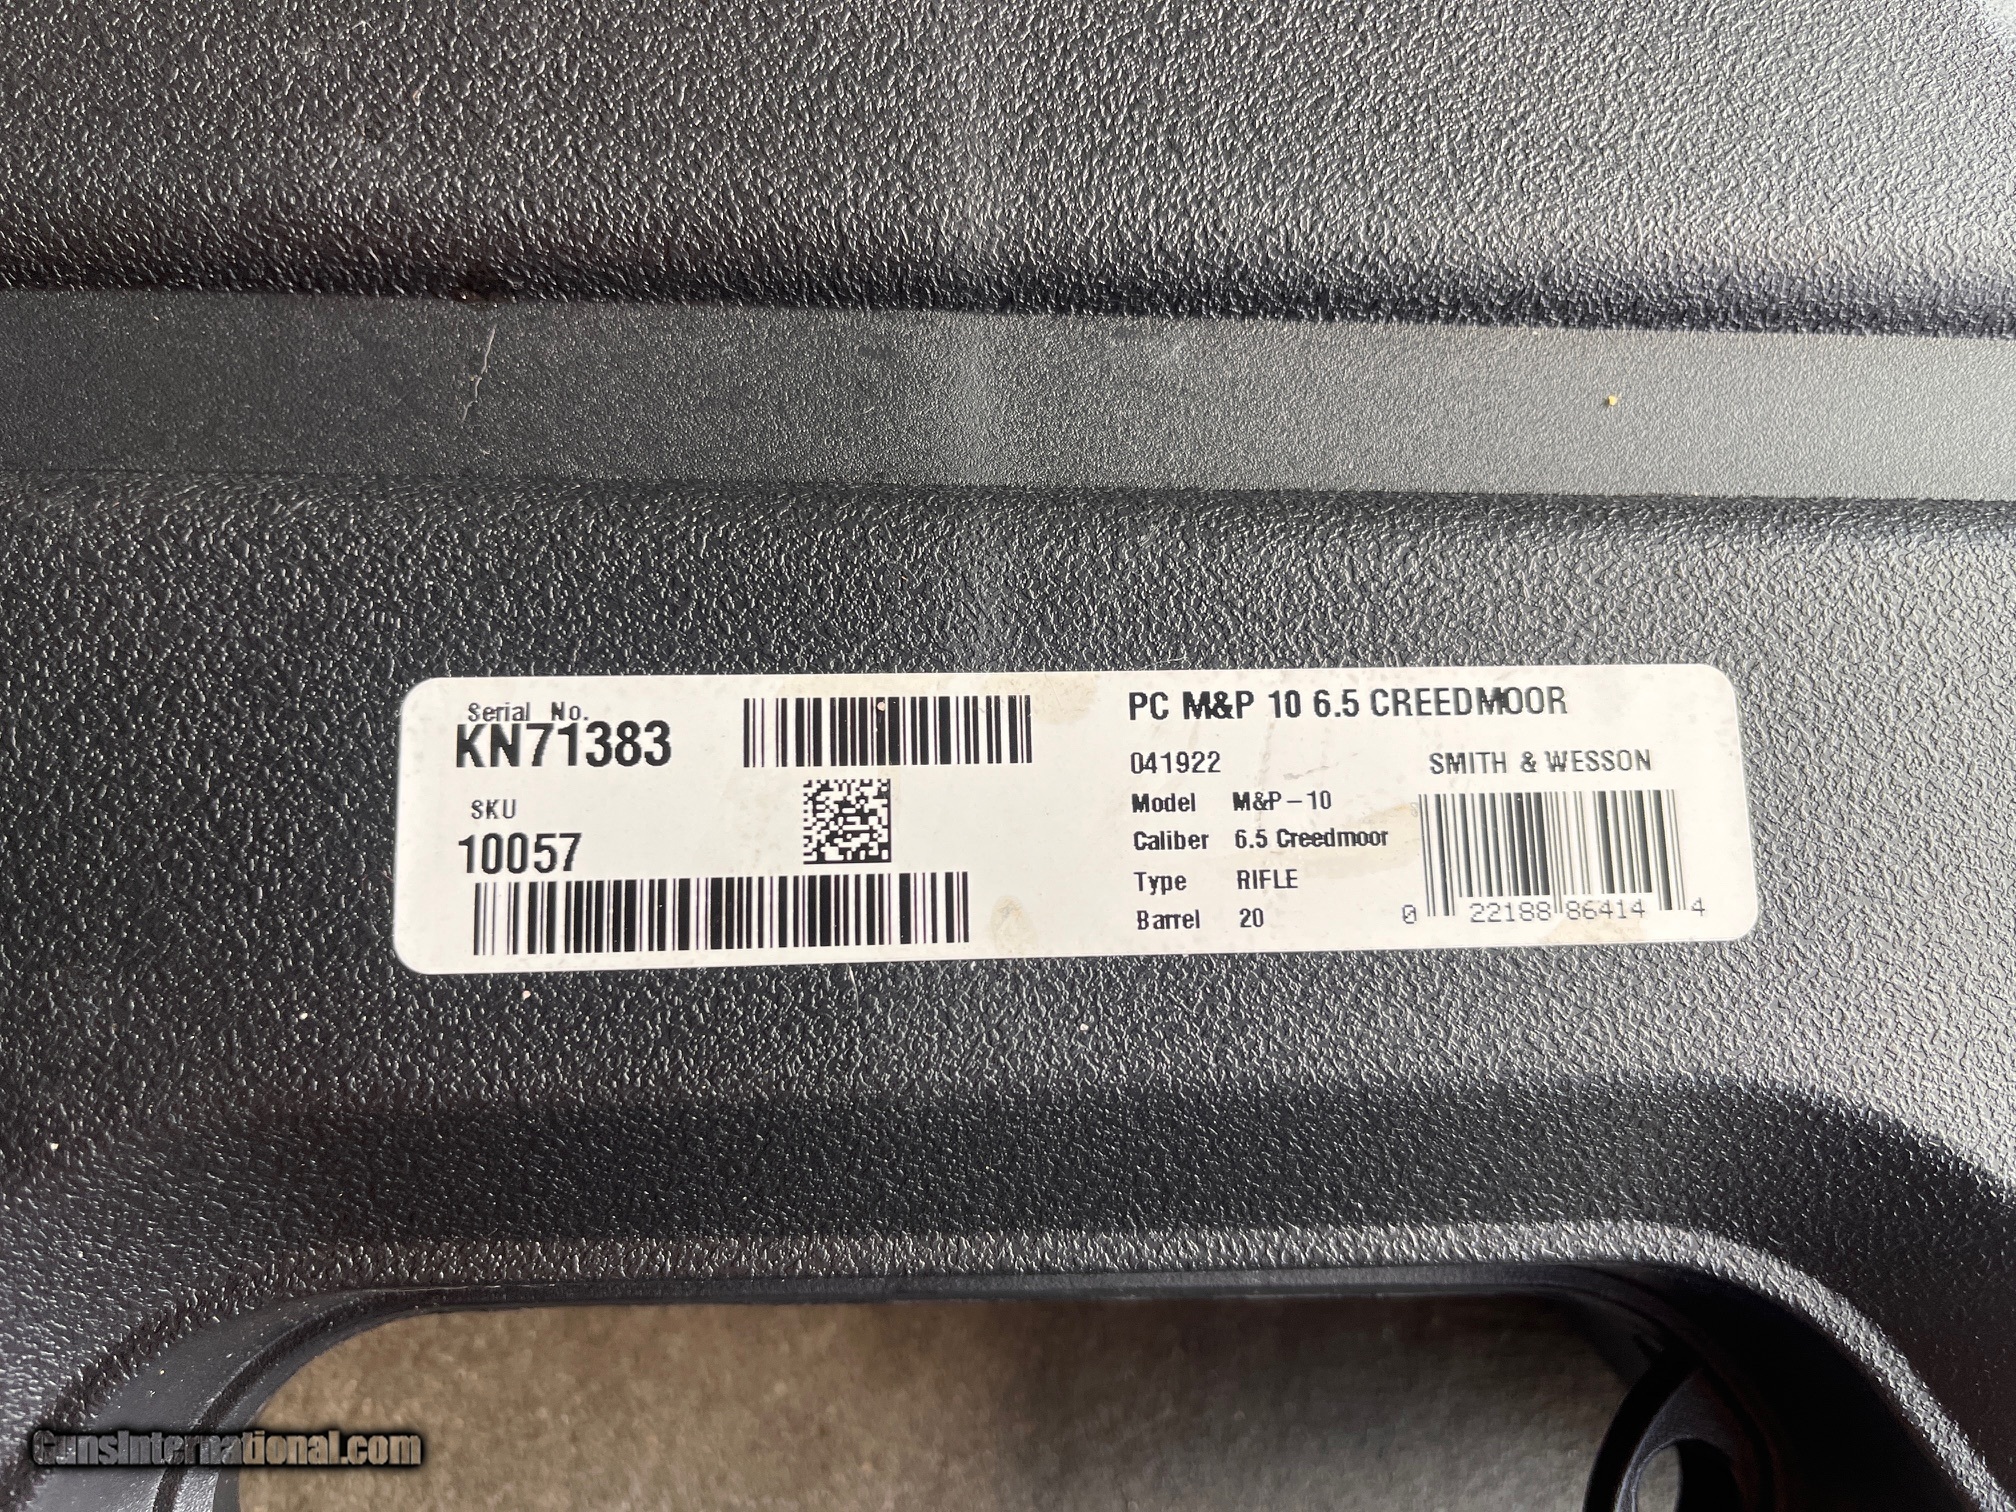 Serial No.
KN71383
SKU
10057
PC M&P 10 6.5 CREEDMOOR
041922
SMITH & WESSON
Model M&P-10
Caliber 6.5 Creedmoor
Type RIFLE
Barrel 20
0 22188 86414 4
GunsInternational.com